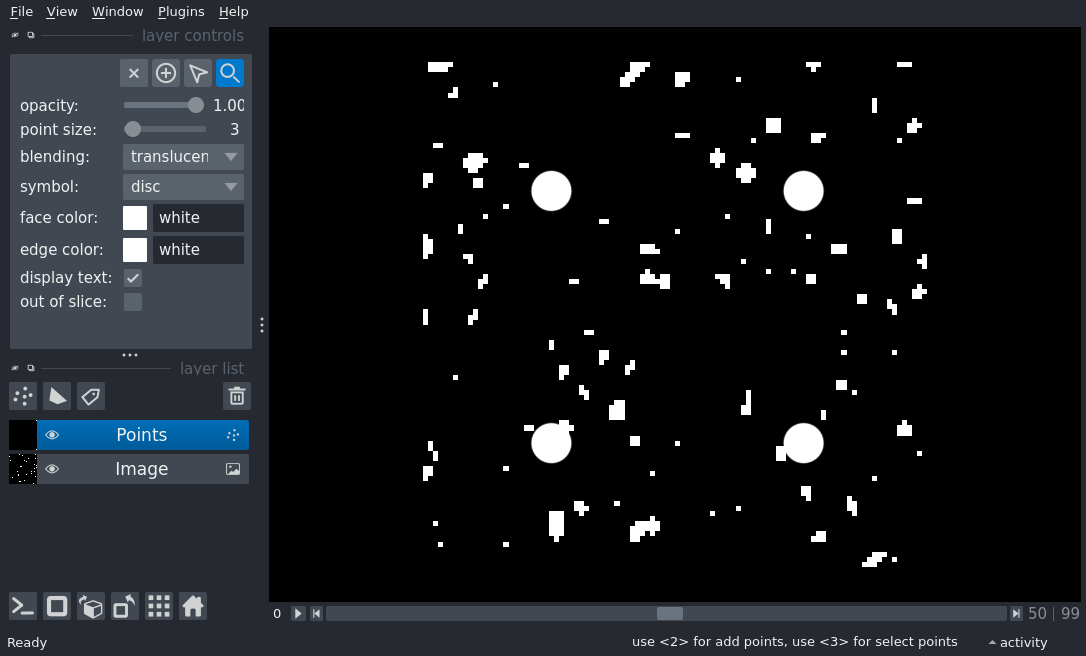 File View Window Plugins Help
layer controls
opacity: 1.00
point size: 3
blending: translucen
symbol: disc
face color: white
edge color: white
display text:
out of slice:
layer list
Points
Image
0 50 | 99
Ready use <2> for add points, use <3> for select points activity